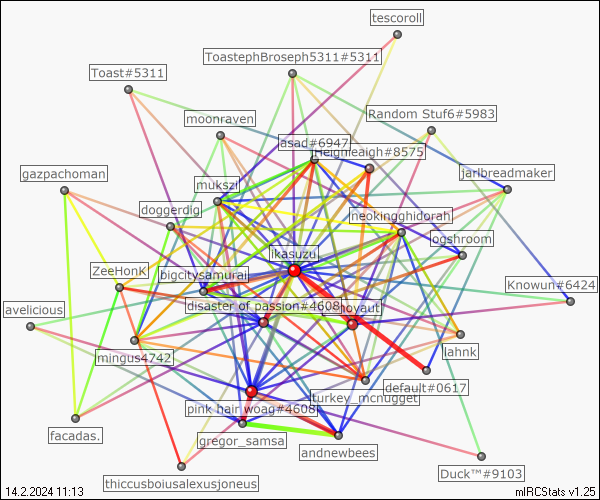 tescoroll
ToastephBroseph5311#5311
Toast#5311
moonraven
Random Stuf6#5983
asad#6947
Heighleaigh#8575
gazpachoman
jarlbreadmaker
mukszi
doggerdig
neokingghidorah
ogshroom
ikasuzu
ZeeHonk
bigcitysamurai
Knowun#6424
avelicious
disaster of passion#4608
noyaut
mingus4742
lahnk
default#0617
turkey_mcnugget
pink hair woag#4608
facadas.
gregor_samsa
andnewbees
Duck™#9103
thiccusboiusalexusjoneus
14.2.2024 11:13
mIRCStats v1.25